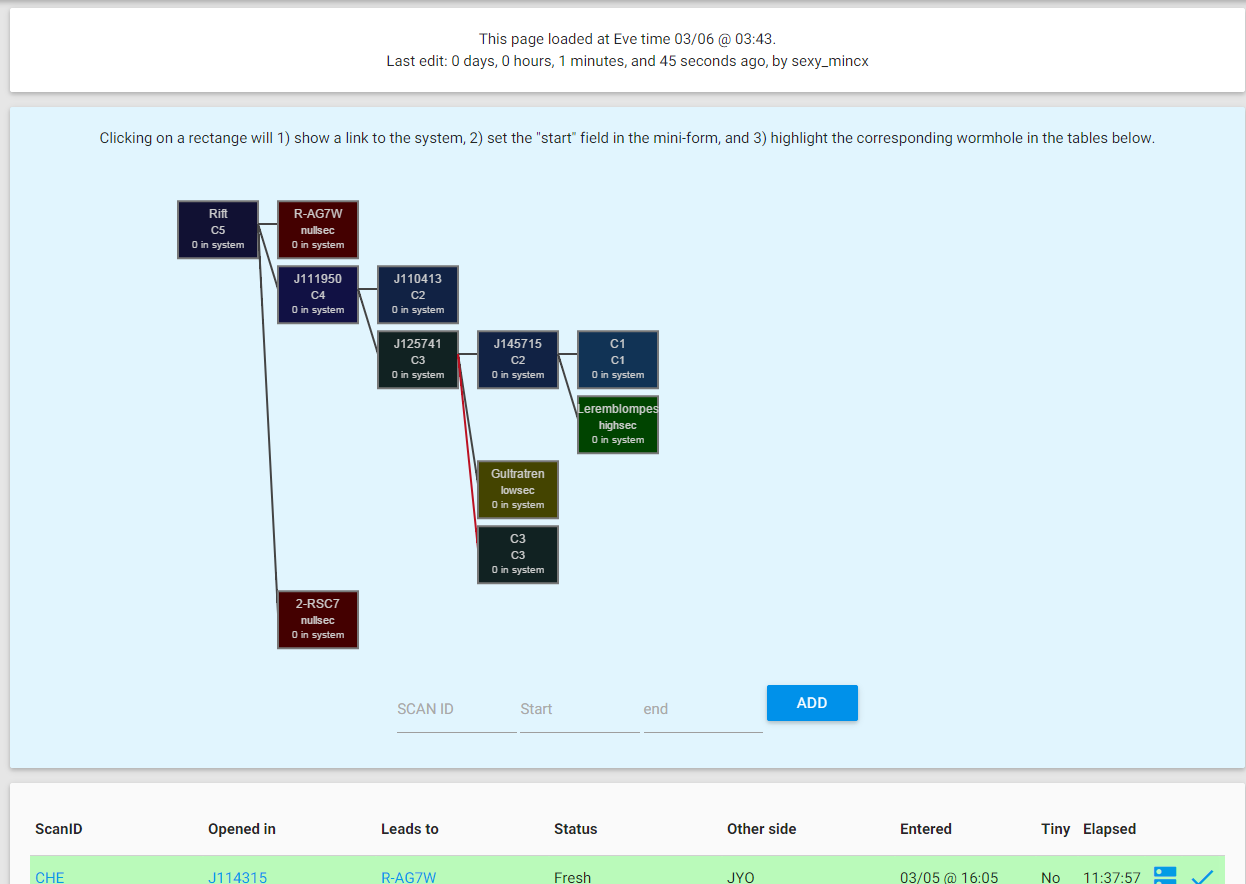 This page loaded at Eve time 03/06 @ 03:43.
Last edit: 0 days, 0 hours, 1 minutes, and 45 seconds ago, by sexy_mincx
Clicking on a rectange will 1) show a link to the system, 2) set the "start" field in the mini-form, and 3) highlight the corresponding wormhole in the tables below.
Rift
C5
0 in system
R-AG7W
nullsec
0 in system
J111950
C4
0 in system
J110413
C2
0 in system
J125741
C3
0 in system
J145715
C2
0 in system
C1
C1
0 in system
Leremblompes
highsec
0 in system
Gultratren
lowsec
0 in system
C3
C3
0 in system
2-RSC7
nullsec
0 in system
SCAN ID Start end ADD
ScanID Opened in Leads to Status Other side Entered Tiny Elapsed
CHE J114315 R-AG7W Fresh JYO 03/05 @ 16:05 No 11:37:57